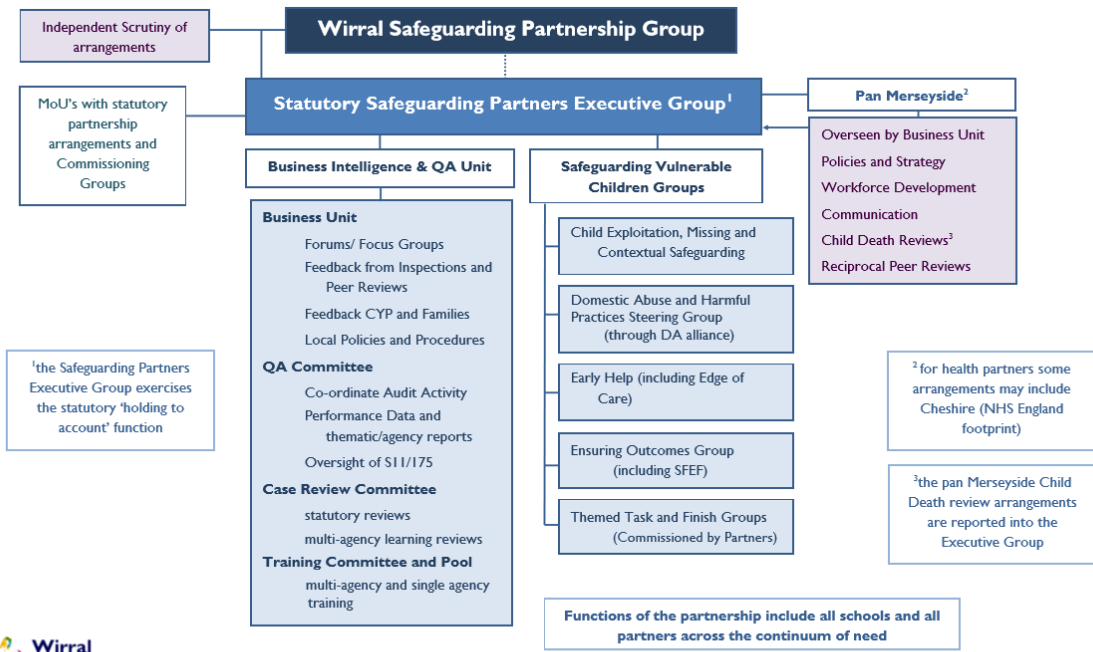 Independent Scrutiny of
arrangements
Wirral Safeguarding Partnership Group
MoU's with statutory
partnership
arrangements and
Commissioning
Groups
Statutory Safeguarding Partners Executive Group¹
Pan Merseyside²
Overseen by Business Unit
Policies and Strategy
Workforce Development
Communication
Child Death Reviews³
Reciprocal Peer Reviews
Business Intelligence & QA Unit
Business Unit
Forums/ Focus Groups
Feedback from Inspections and
Peer Reviews
Feedback CYP and Families
Local Policies and Procedures
QA Committee
Co-ordinate Audit Activity
Performance Data and
thematic/agency reports
Oversight of S11/175
Case Review Committee
statutory reviews
multi-agency learning reviews
Training Committee and Pool
multi-agency and single agency
training
Safeguarding Vulnerable
Children Groups
Child Exploitation, Missing and
Contextual Safeguarding
Domestic Abuse and Harmful
Practices Steering Group
(through DA alliance)
Early Help (including Edge of
Care)
Ensuring Outcomes Group
(including SFEF)
Themed Task and Finish Groups
(Commissioned by Partners)
¹the Safeguarding Partners
Executive Group exercises
the statutory 'holding to
account' function
² for health partners some
arrangements may include
Cheshire (NHS England
footprint)
³the pan Merseyside Child
Death review arrangements
are reported into the
Executive Group
Functions of the partnership include all schools and all
partners across the continuum of need
Wirral